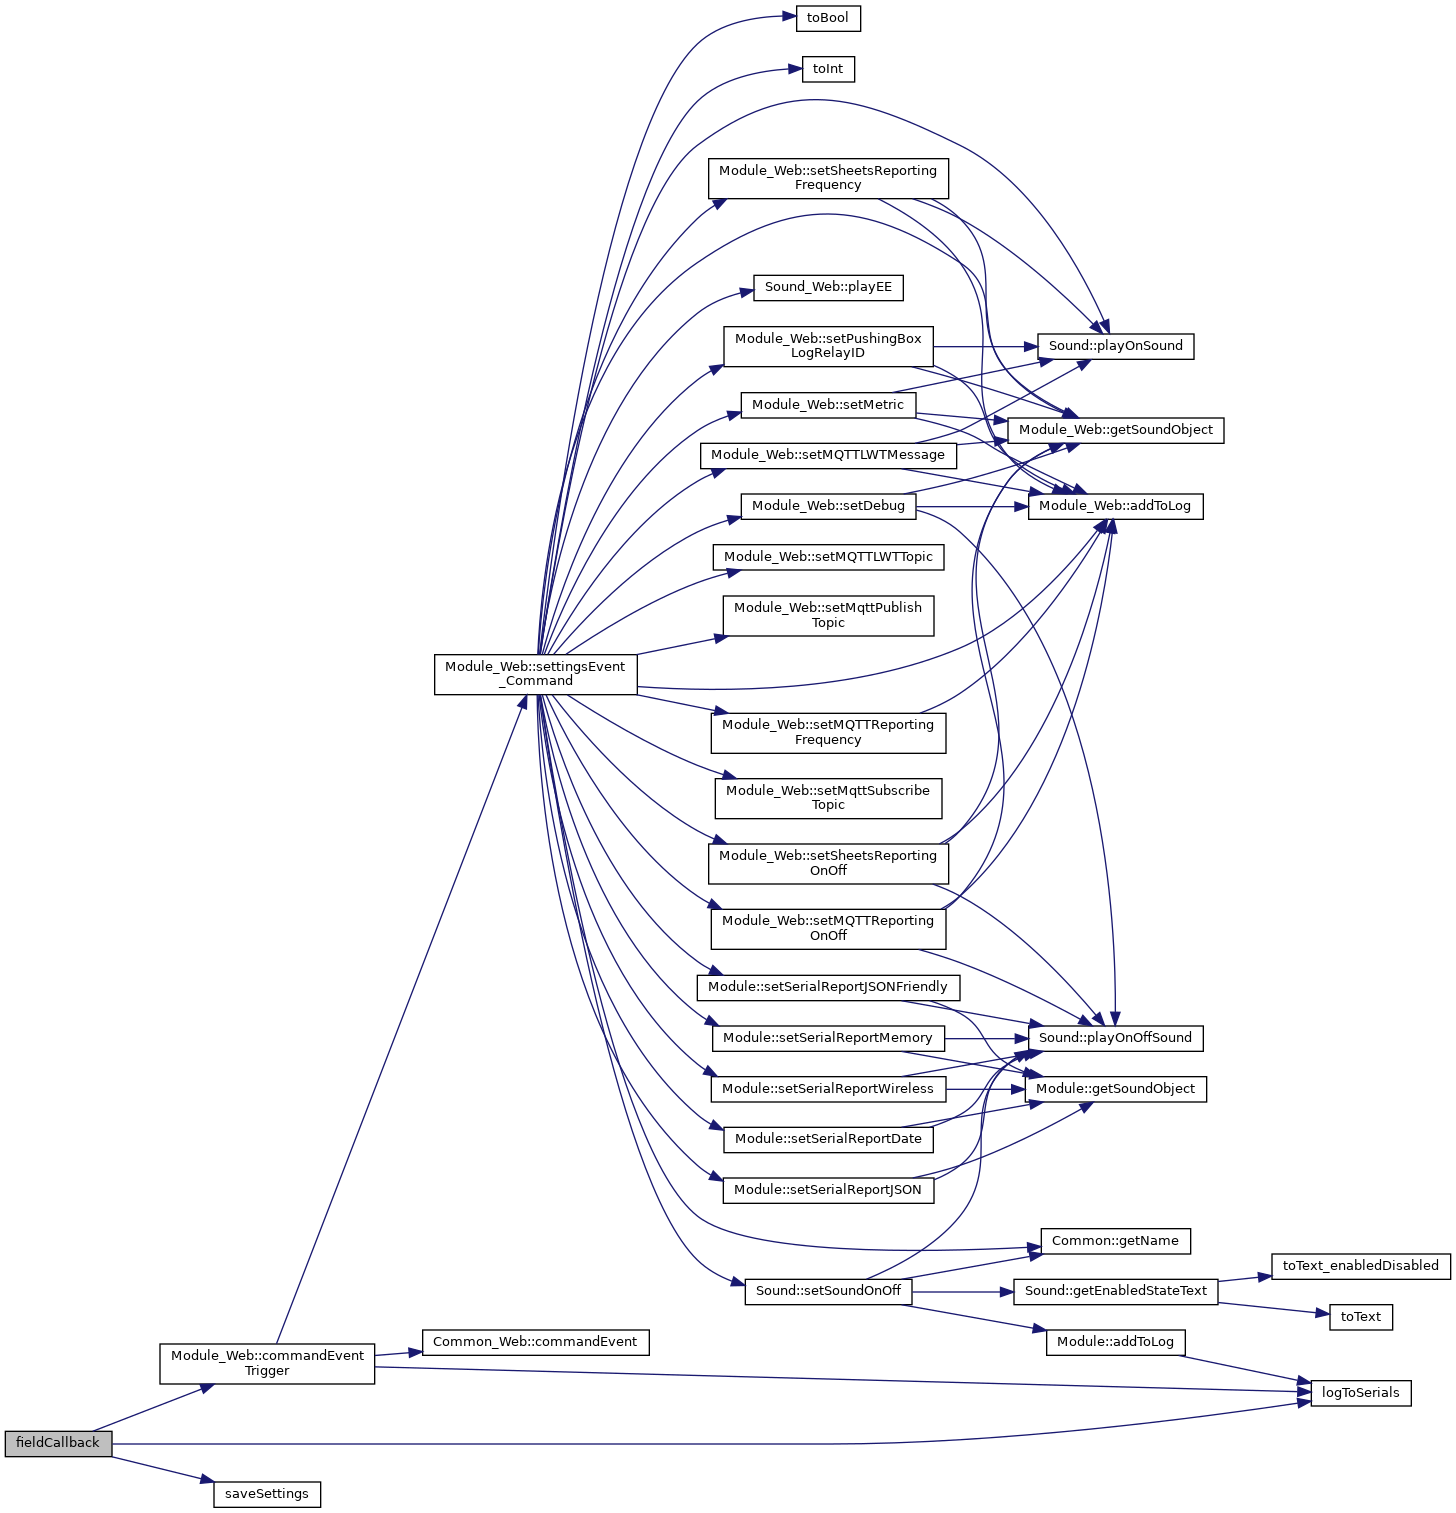 toBool
toInt
Module_Web::setSheetsReporting
Frequency
Sound_Web::playEE
Module_Web::setPushingBox
LogRelayID
Sound::playOnSound
Module_Web::setMetric
Module_Web::getSoundObject
Module_Web::setMQTTLWTMessage
Module_Web::setDebug
Module_Web::addToLog
Module_Web::setMQTTLWTTopic
Module_Web::setMqttPublish
Topic
Module_Web::settingsEvent
_Command
Module_Web::setMQTTReporting
Frequency
Module_Web::setMqttSubscribe
Topic
Module_Web::setSheetsReporting
OnOff
Module_Web::setMQTTReporting
OnOff
Module::setSerialReportJSONFriendly
Module::setSerialReportMemory
Sound::playOnOffSound
Module::setSerialReportWireless
Module::getSoundObject
Module::setSerialReportDate
Module::setSerialReportJSON
Common::getName
toText_enabledDisabled
Sound::setSoundOnOff
Sound::getEnabledStateText
toText
Common_Web::commandEvent
Module::addToLog
Module_Web::commandEvent
Trigger
logToSerials
fieldCallback
saveSettings